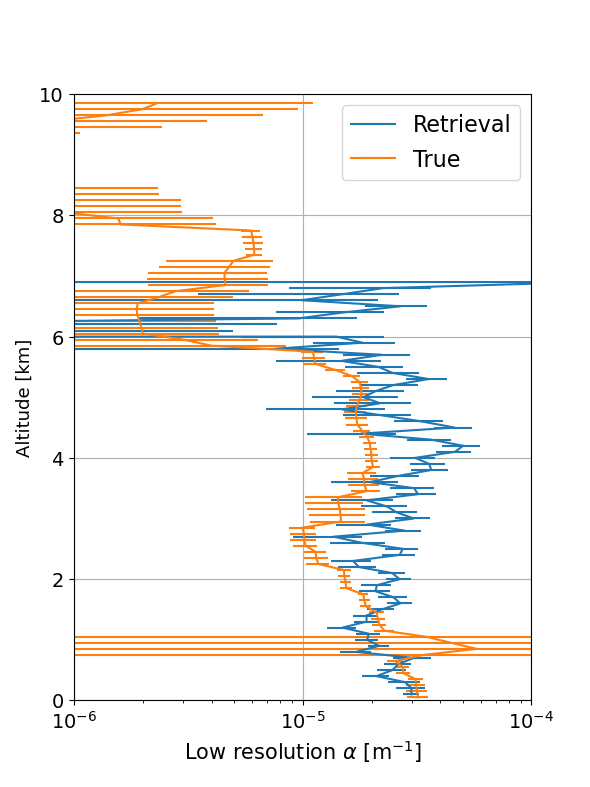 10
8
6
4
2
0
Altitude [km]
Retrieval
True
10⁻⁶
10⁻⁵
10⁻⁴
Low resolution α [m⁻¹]